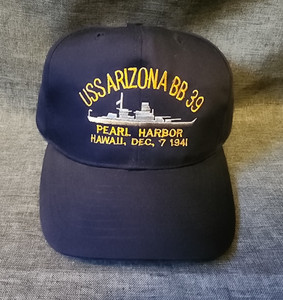 USS ARIZONA BB 39
PEARL HARBOR
HAWAII, DEC, 7 1941